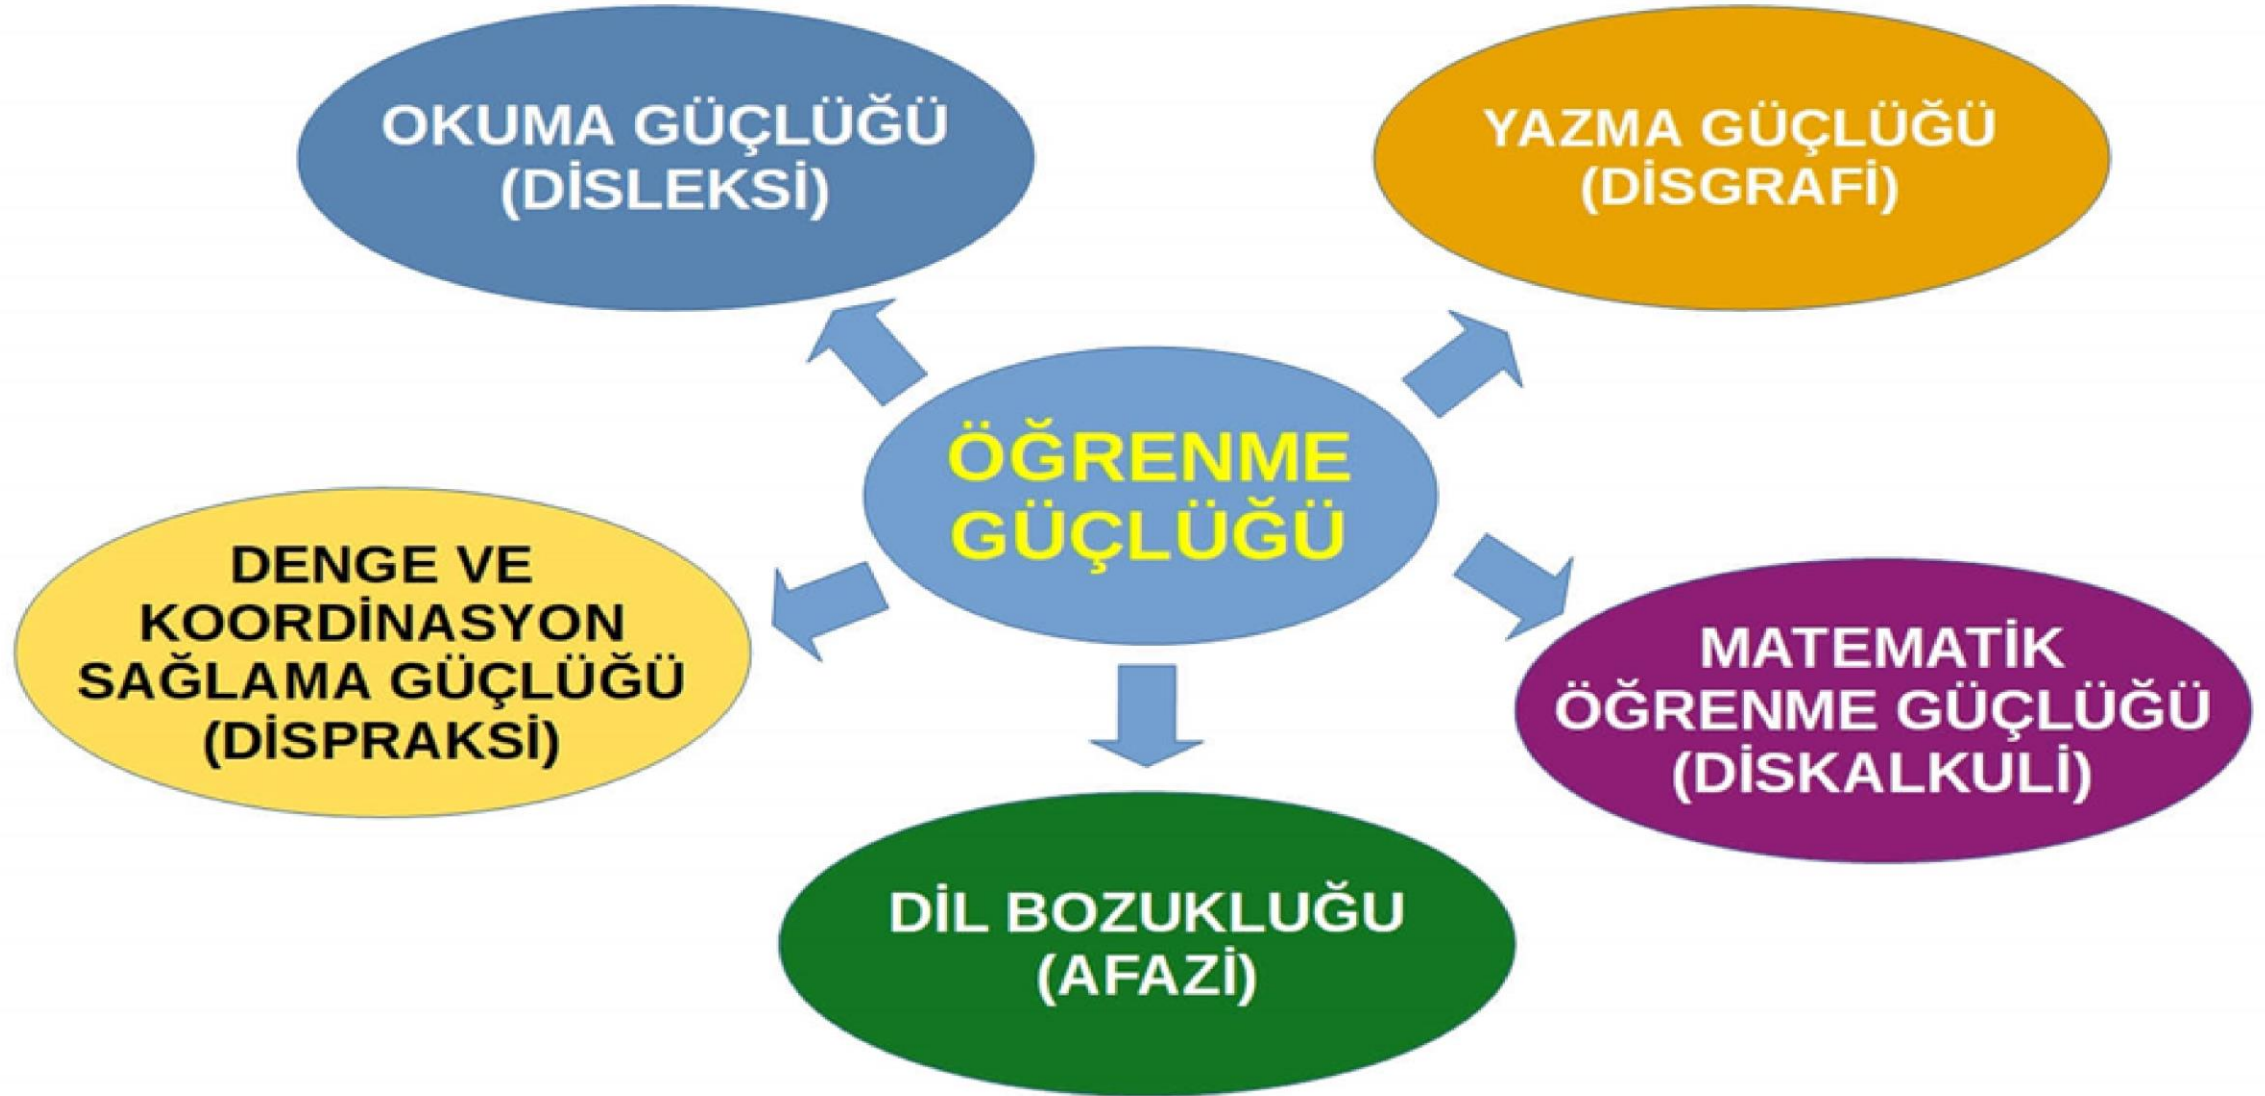 OKUMA GÜÇLÜĞÜ
(DİSLEKSİ)
YAZMA GÜÇLÜĞÜ
(DİSGRAFİ)
ÖĞRENME
GÜÇLÜĞÜ
DENGE VE
KOORDİNASYON
SAĞLAMA GÜÇLÜĞÜ
(DİSPRAKSİ)
MATEMATİK
ÖĞRENME GÜÇLÜĞÜ
(DİSKALKULİ)
DİL BOZUKLUĞU
(AFAZİ)